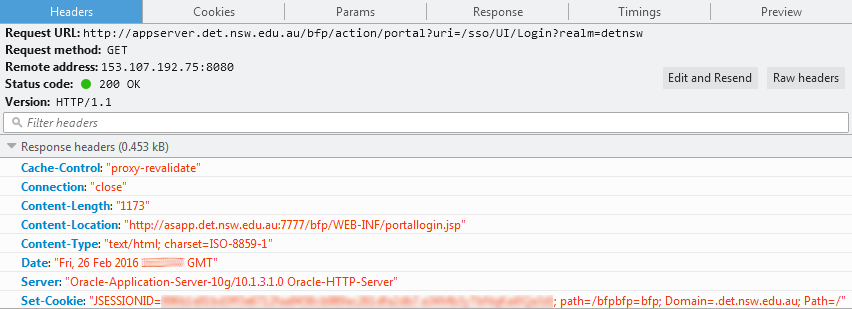 Headers Cookies Params Response Timings Preview
Request URL: http://appserver.det.nsw.edu.au/bfp/action/portal?uri=/sso/UI/Login?realm=detnsw
Request method: GET
Remote address: 153.107.192.75:8080
Status code: 200 OK
Edit and Resend Raw headers
Version: HTTP/1.1
Filter headers
Response headers (0.453 kB)
Cache-Control: "proxy-revalidate"
Connection: "close"
Content-Length: "1173"
Content-Location: "http://asapp.det.nsw.edu.au:7777/bfp/WEB-INF/portallogin.jsp"
Content-Type: "text/html; charset=ISO-8859-1"
Date: "Fri, 26 Feb 2016 GMT"
Server: "Oracle-Application-Server-10g/10.1.3.1.0 Oracle-HTTP-Server"
Set-Cookie: "JSESSIONID= ; path=/bfpbfp=bfp; Domain=.det.nsw.edu.au; Path=/"